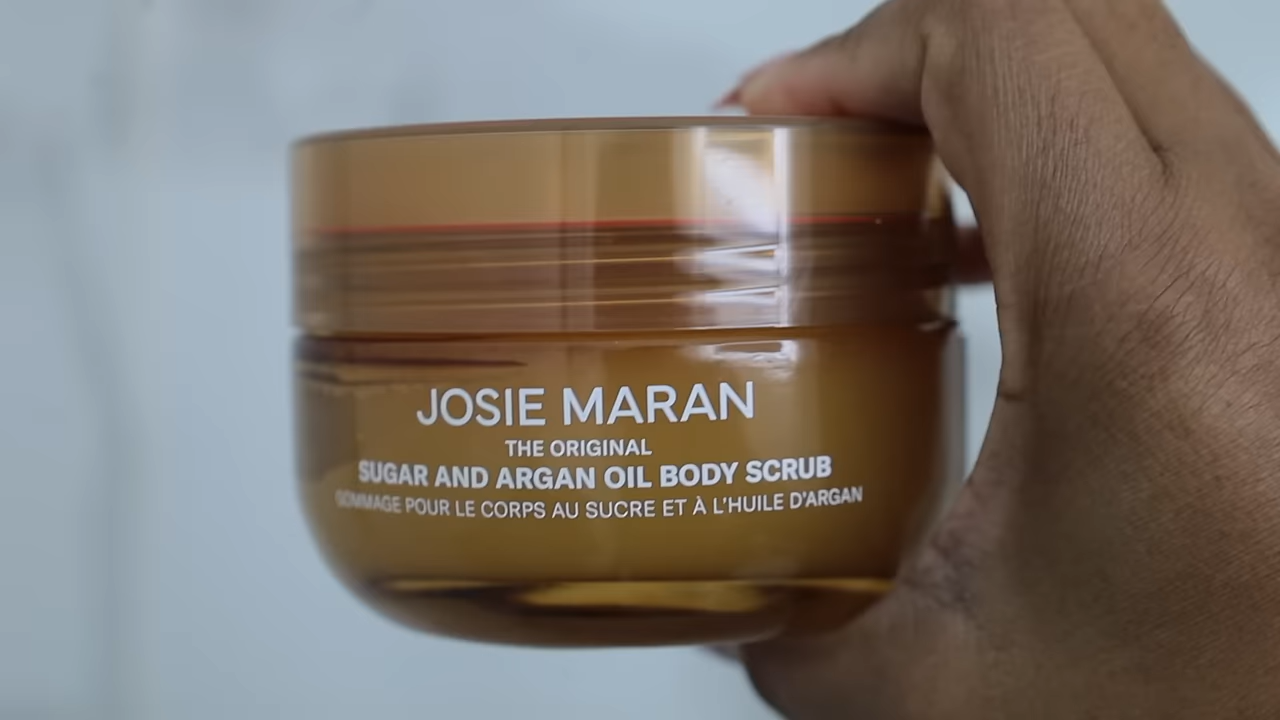 JOSIE MARAN
THE ORIGINAL
SUGAR AND ARGAN OIL BODY SCRUB
GOMMAGE POUR LE CORPS AU SUCRE ET À L'HUILE D'ARGAN